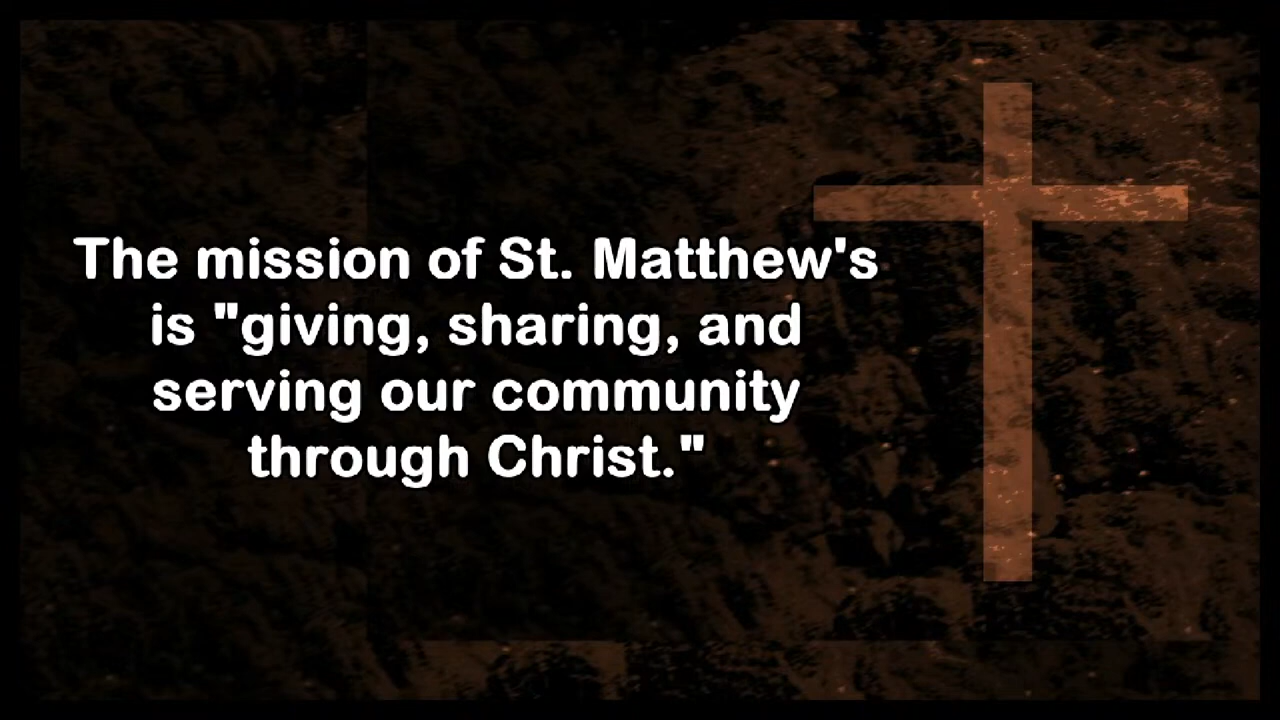 The mission of St. Matthew's
is "giving, sharing, and
serving our community
through Christ."